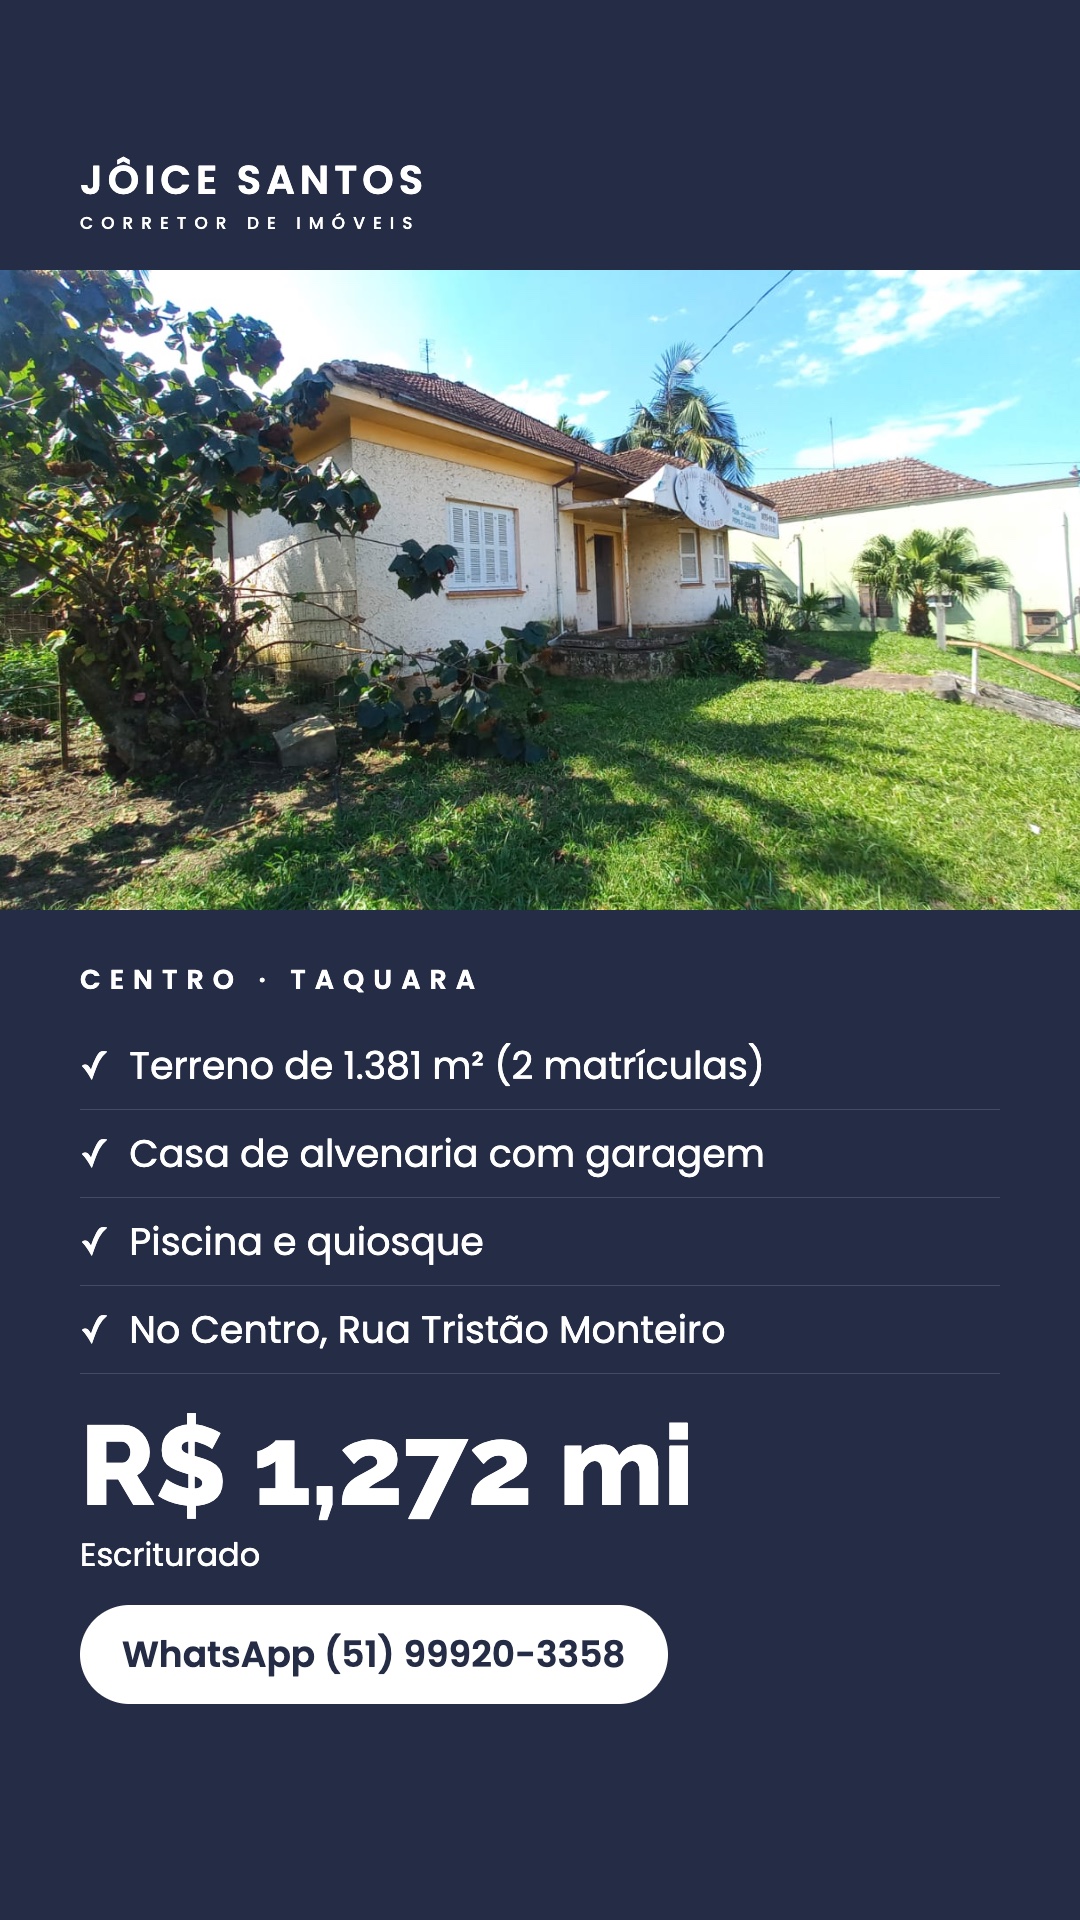 JÔICE SANTOS
CORRETOR DE IMÓVEIS
CENTRO · TAQUARA
✓ Terreno de 1.381 m² (2 matrículas)
✓ Casa de alvenaria com garagem
✓ Piscina e quiosque
✓ No Centro, Rua Tristão Monteiro
R$ 1,272 mi
Escriturado
WhatsApp (51) 99920-3358